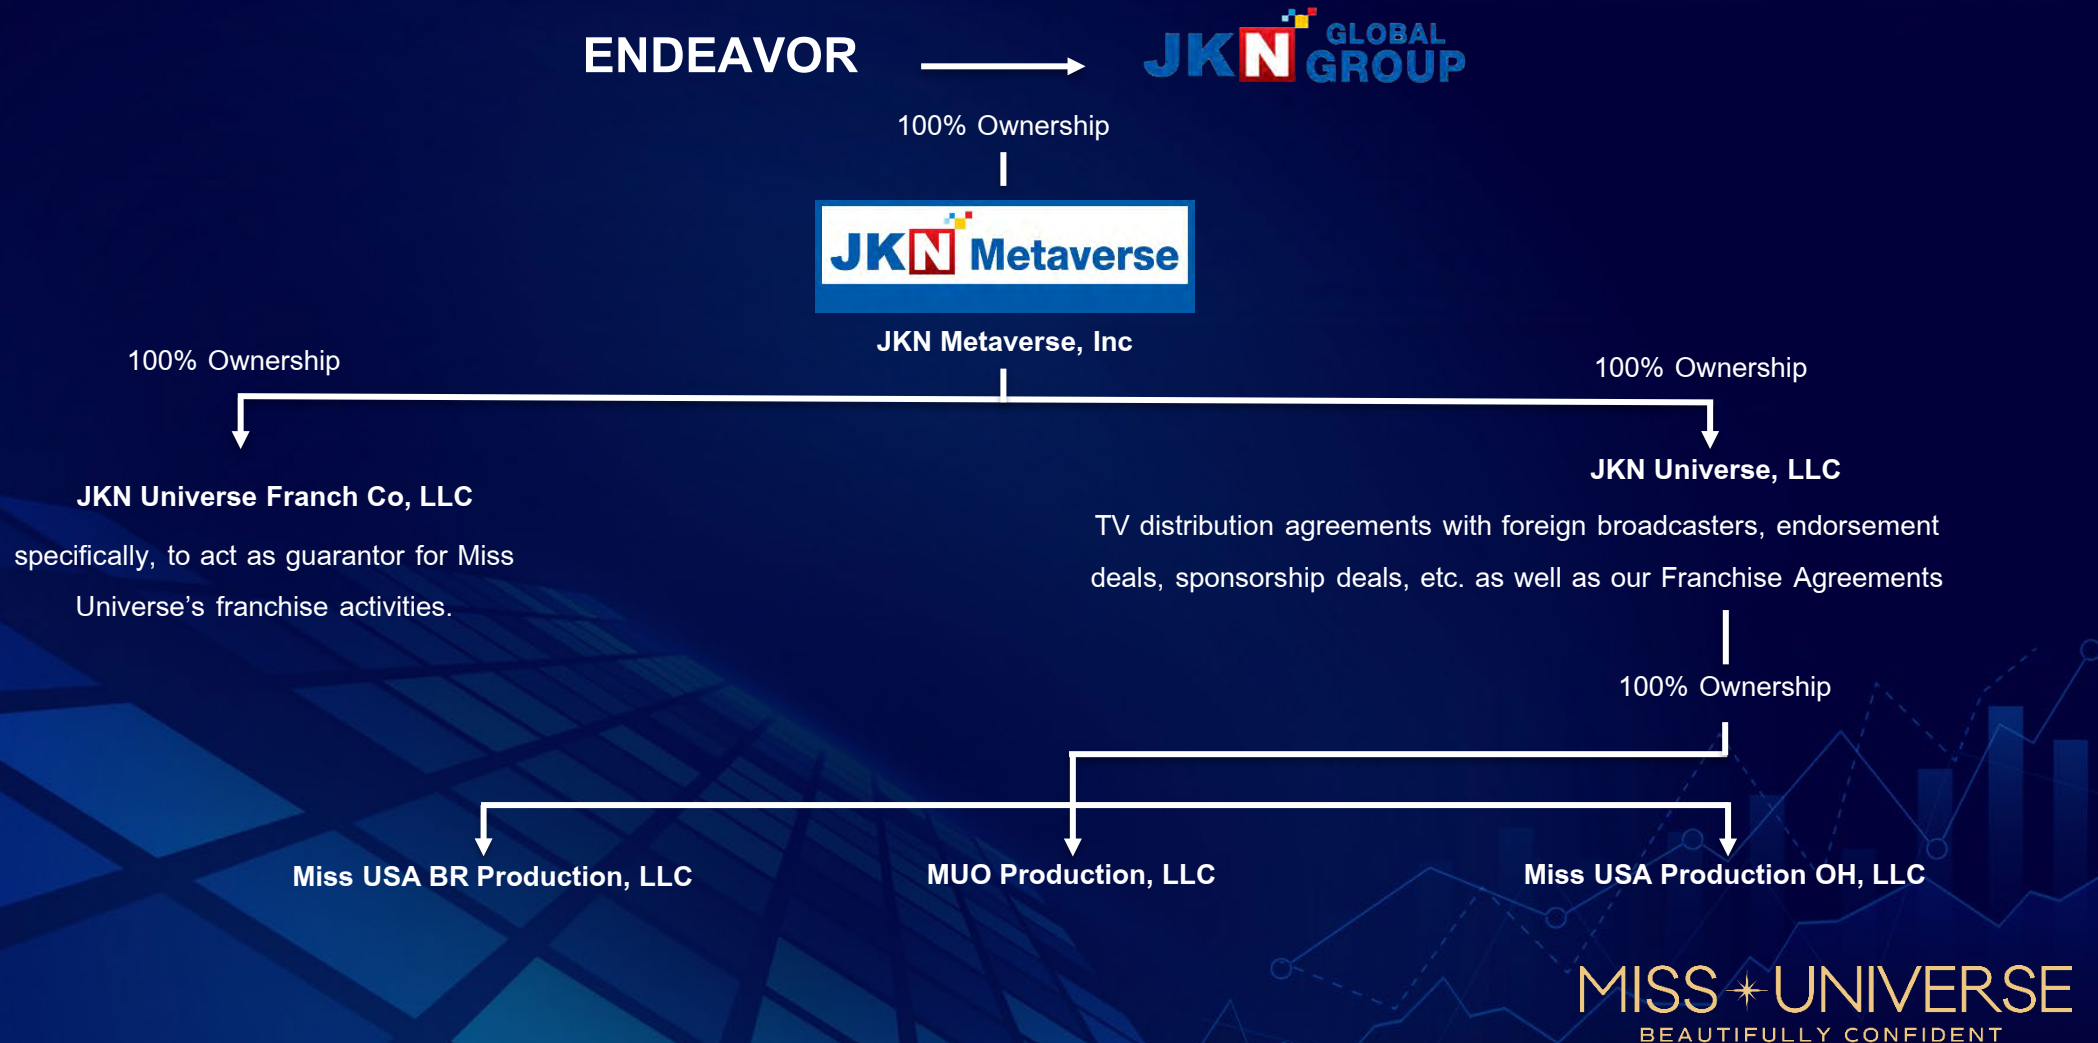 ENDEAVOR
JKN GLOBAL GROUP
100% Ownership
JKN Metaverse
JKN Metaverse, Inc
100% Ownership
100% Ownership
JKN Universe Franch Co, LLC
specifically, to act as guarantor for Miss
Universe’s franchise activities.
JKN Universe, LLC
TV distribution agreements with foreign broadcasters, endorsement
deals, sponsorship deals, etc. as well as our Franchise Agreements
100% Ownership
Miss USA BR Production, LLC
MUO Production, LLC
Miss USA Production OH, LLC
MISS UNIVERSE
BEAUTIFULLY CONFIDENT